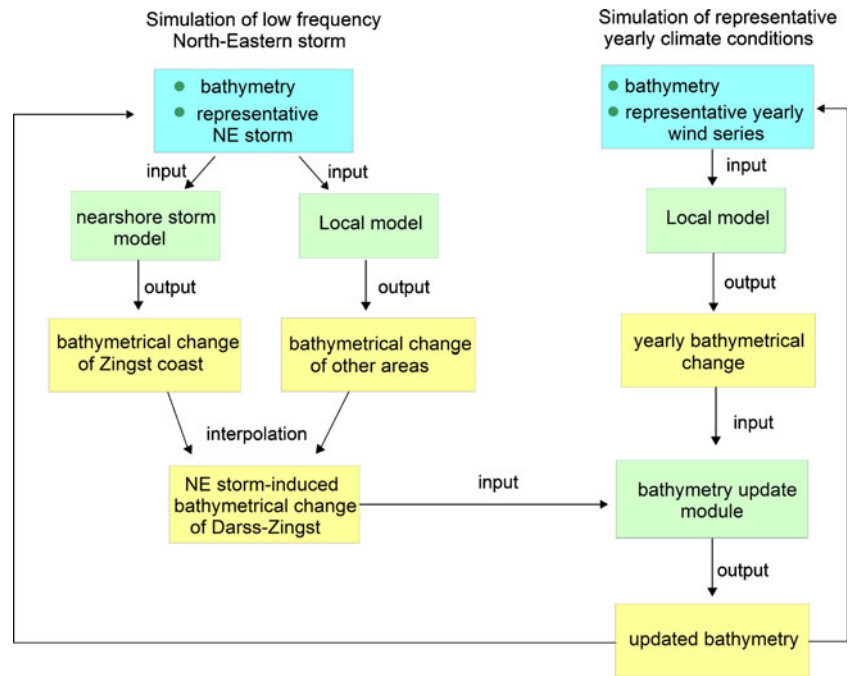 Simulation of low frequency
North-Eastern storm
bathymetry
representative
NE storm
input
input
nearshore storm
model
Local model
output
output
bathymetrical change
of Zingst coast
bathymetrical change
of other areas
interpolation
NE storm-induced
bathymetrical change
of Darss-Zingst
input
Simulation of representative
yearly climate conditions
bathymetry
representative yearly
wind series
input
Local model
output
yearly bathymetrical
change
input
bathymetry update
module
output
updated bathymetry